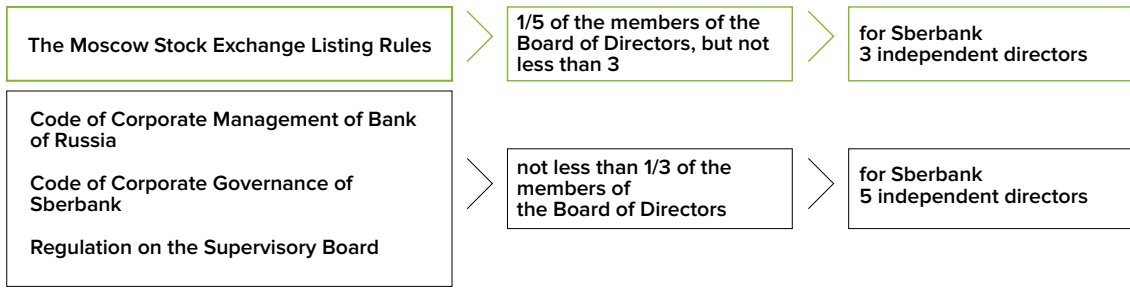 The Moscow Stock Exchange Listing Rules
1/5 of the members of the
Board of Directors, but not
less than 3
for Sberbank
3 independent directors
Code of Corporate Management of Bank
of Russia
Code of Corporate Governance of
Sberbank
Regulation on the Supervisory Board
not less than 1/3 of the
members of
the Board of Directors
for Sberbank
5 independent directors